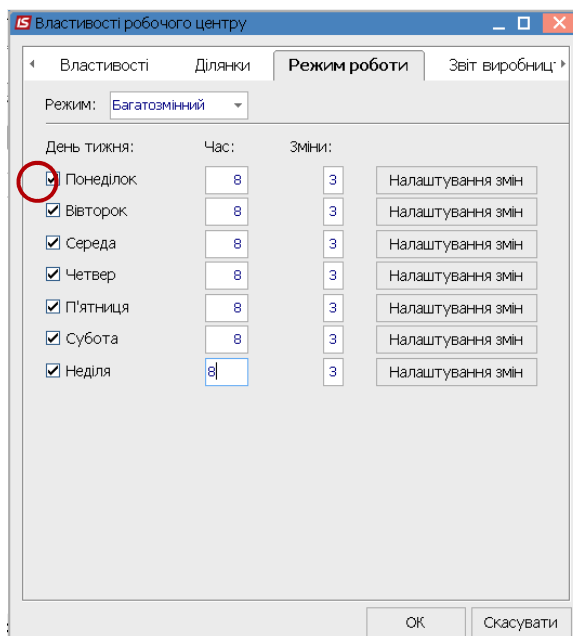 IS Властивості робочого центру
Властивості Ділянки Режим роботи Звіт виробниц
Режим: Багатозмінний
День тижня: Час: Зміни:
Понеділок 8 3 Налаштування змін
Вівторок 8 3 Налаштування змін
Середа 8 3 Налаштування змін
Четвер 8 3 Налаштування змін
П'ятниця 8 3 Налаштування змін
Субота 8 3 Налаштування змін
Неділя 8 3 Налаштування змін
OK Скасувати